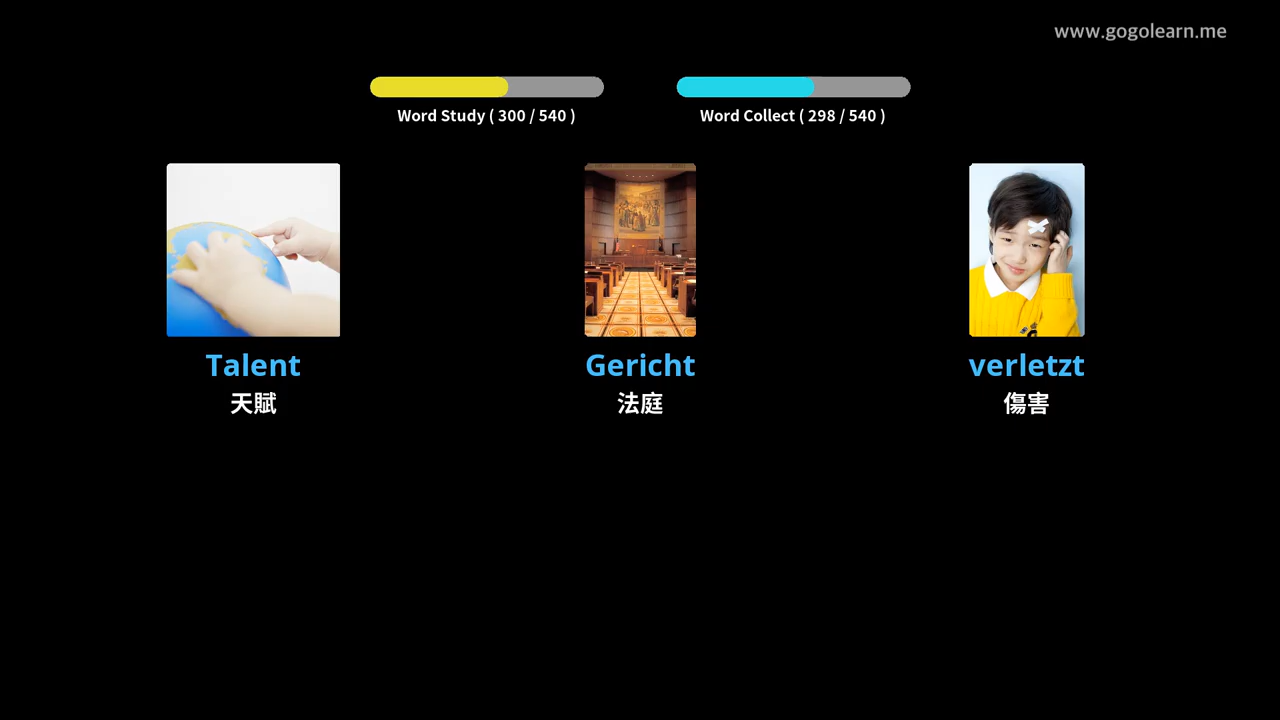 www.gogolearn.me
Word Study ( 300 / 540 )
Word Collect ( 298 / 540 )
Talent
天賦
Gericht
法庭
verletzt
傷害